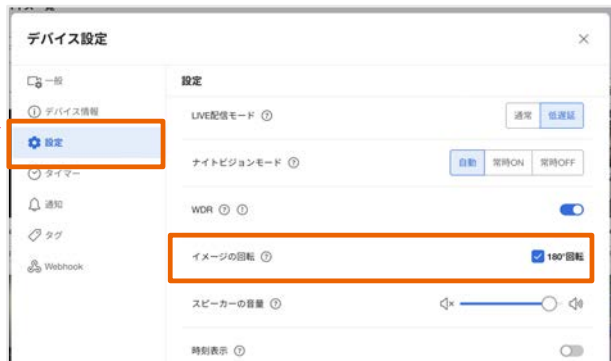 デバイス設定
一般
デバイス情報
設定
タイマー
通知
タグ
Webhook
設定
LIVE配信モード
通常 低遅延
ナイトビジョンモード
自動 常時ON 常時OFF
WDR
イメージの回転
180°回転
スピーカーの音量
時刻表示